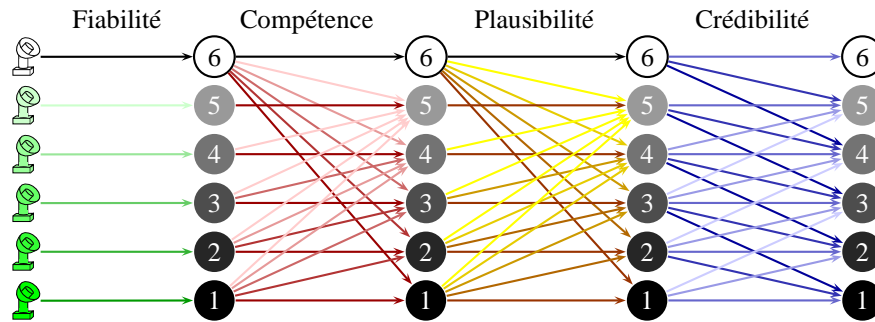 Fiabilité Compétence Plausibilité Crédibilité
6 6 6 6
5 5 5 5
4 4 4 4
3 3 3 3
2 2 2 2
1 1 1 1